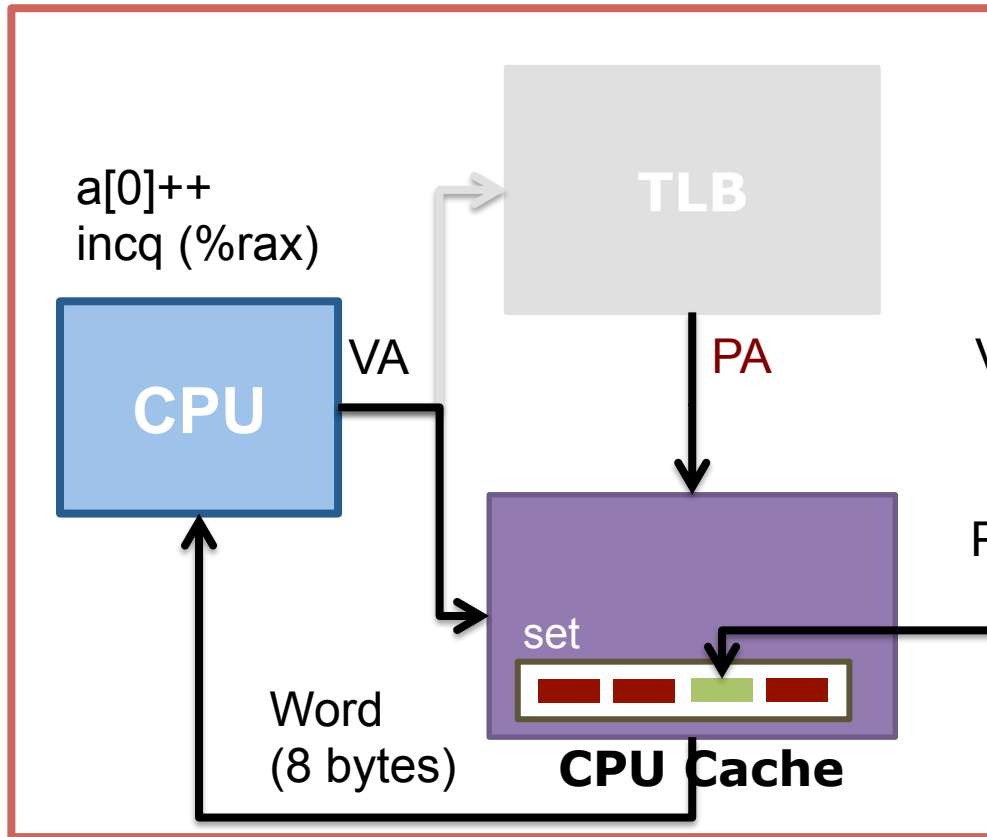 TLB
a[0]++
incq (%rax)
VA
PA
CPU
set
Word
(8 bytes)
CPU Cache